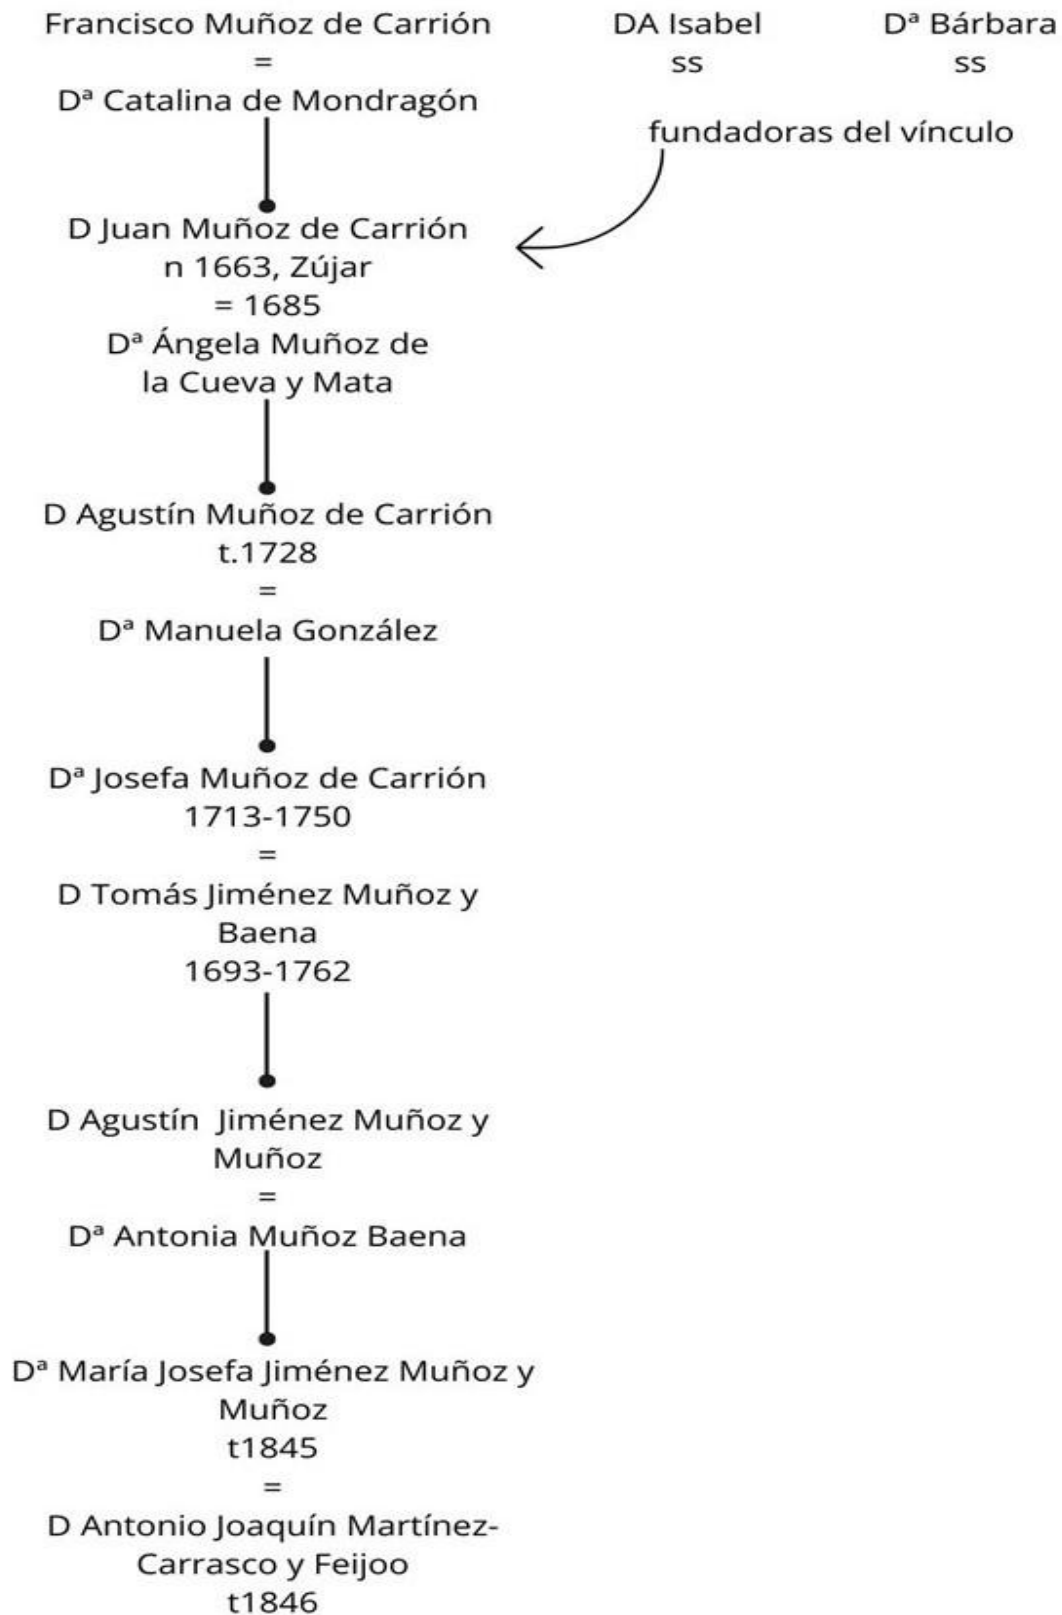 Francisco Muñoz de Carrión
=
Dª Catalina de Mondragón
DA Isabel
ss
Dª Bárbara
ss
fundadoras del vínculo
D Juan Muñoz de Carrión
n 1663, Zújar
= 1685
Dª Ángela Muñoz de
la Cueva y Mata
D Agustín Muñoz de Carrión
t.1728
=
Dª Manuela González
Dª Josefa Muñoz de Carrión
1713-1750
=
D Tomás Jiménez Muñoz y
Baena
1693-1762
D Agustín  Jiménez Muñoz y
Muñoz
=
Dª Antonia Muñoz Baena
Dª María Josefa Jiménez Muñoz y
Muñoz
t1845
=
D Antonio Joaquín Martínez-
Carrasco y Feijoo
t1846